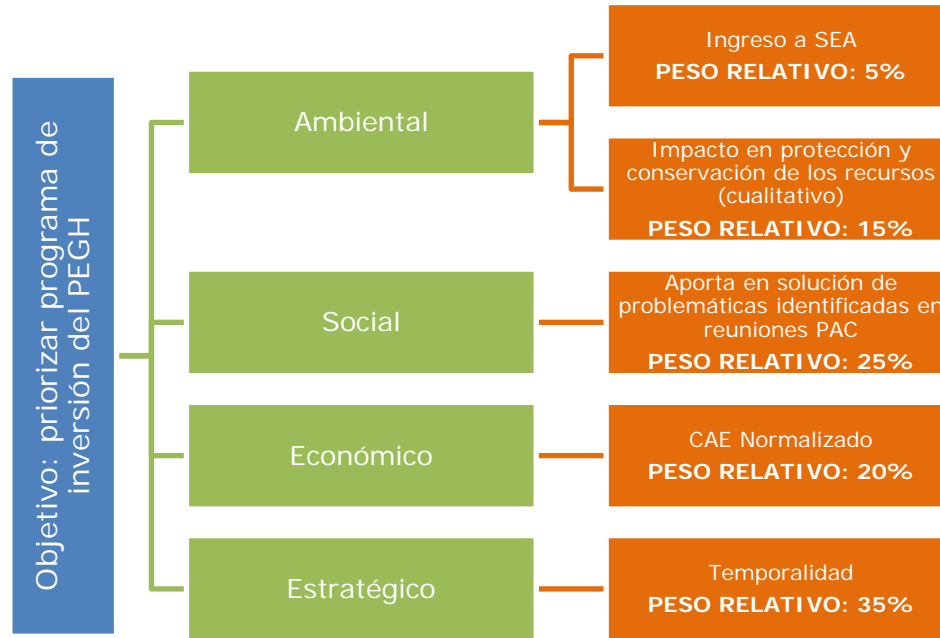 Objetivo: priorizar programa de
inversión del PEGH
Ambiental
Ingreso a SEA
PESO RELATIVO: 5%
Impacto en protección y
conservación de los recursos
(cualitativo)
PESO RELATIVO: 15%
Social
Aporta en solución de
problemáticas identificadas en
reuniones PAC
PESO RELATIVO: 25%
Económico
CAE Normalizado
PESO RELATIVO: 20%
Estratégico
Temporalidad
PESO RELATIVO: 35%